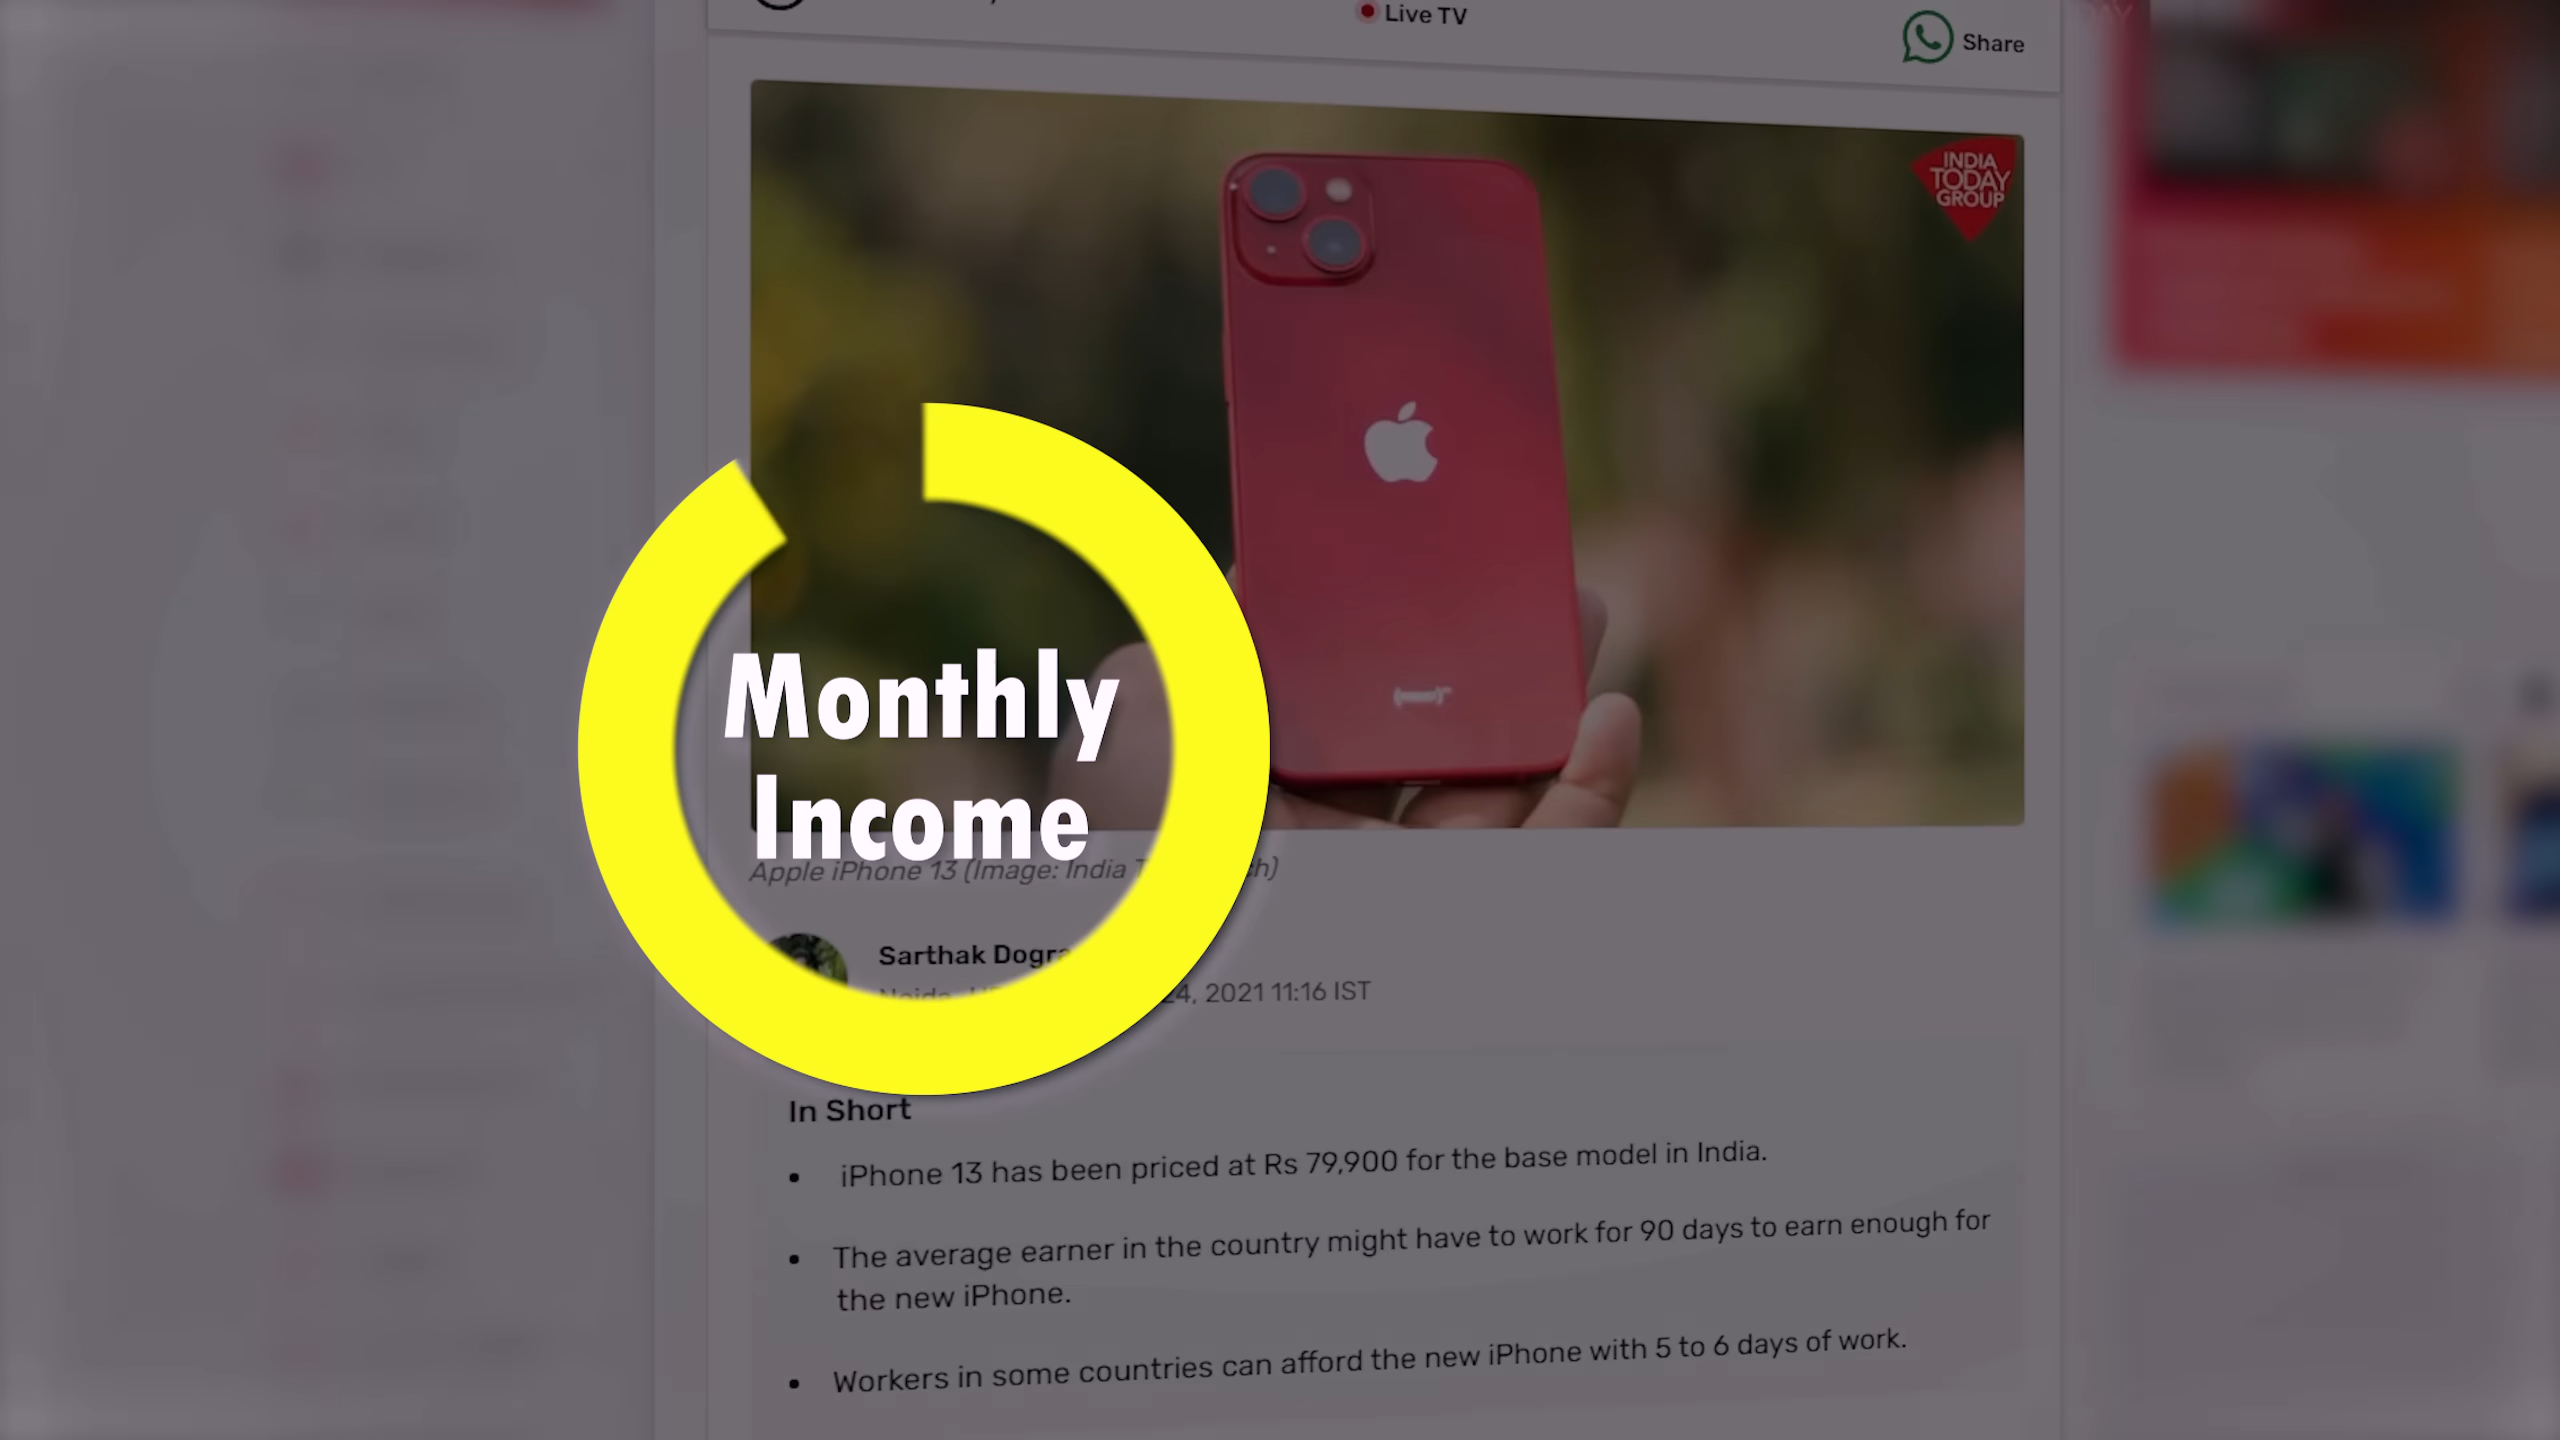 Live TV
Share
INDIA
TODAY
GROUP
Monthly
Income
Apple iPhone 13 (Image: India
Sarthak
24, 2021 11:16 IST
In Short
• iPhone 13 has been priced at Rs 79,900 for the base model in India.
• The average earner in the country might have to work for 90 days to earn enough for
the new iPhone.
• Workers in some countries can afford the new iPhone with 5 to 6 days of work.